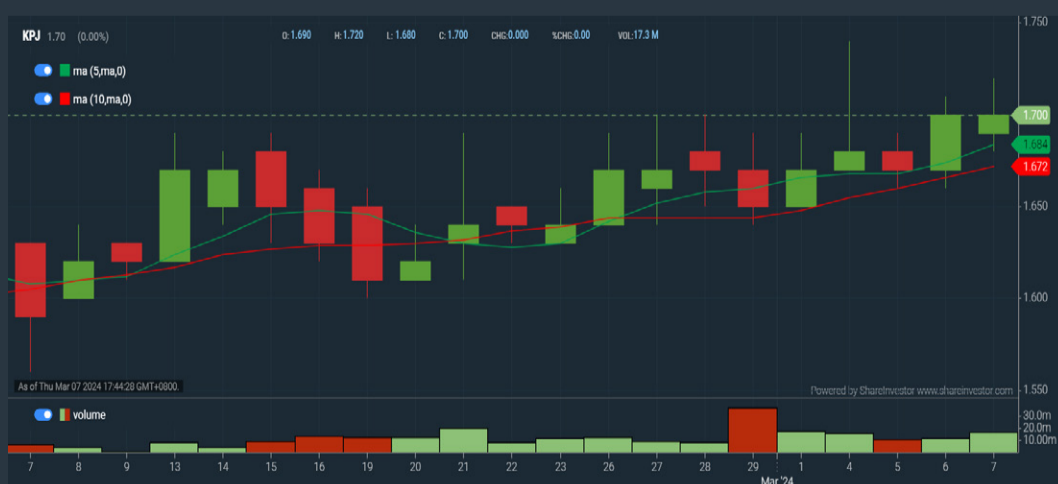 1.750
KPJ 1.70 (0.00%) O:1.690 H:1.720 L:1.680 C:1.700 CHG:0.000 %CHG:0.00 VOL:17.3 M
ma (5,ma,0)
ma (10,ma,0)
1.700
1.684
1.672
1.650
1.600
1.550
As of Thu Mar 07 2024 17:44:28 GMT+0800.
Powered by ShareInvestor www.shareinvestor.com
volume
30.0m
20.0m
10.00m
7 8 9 13 14 15 16 19 20 21 22 23 26 27 28 29 1 4 5 6 7
Mar '24